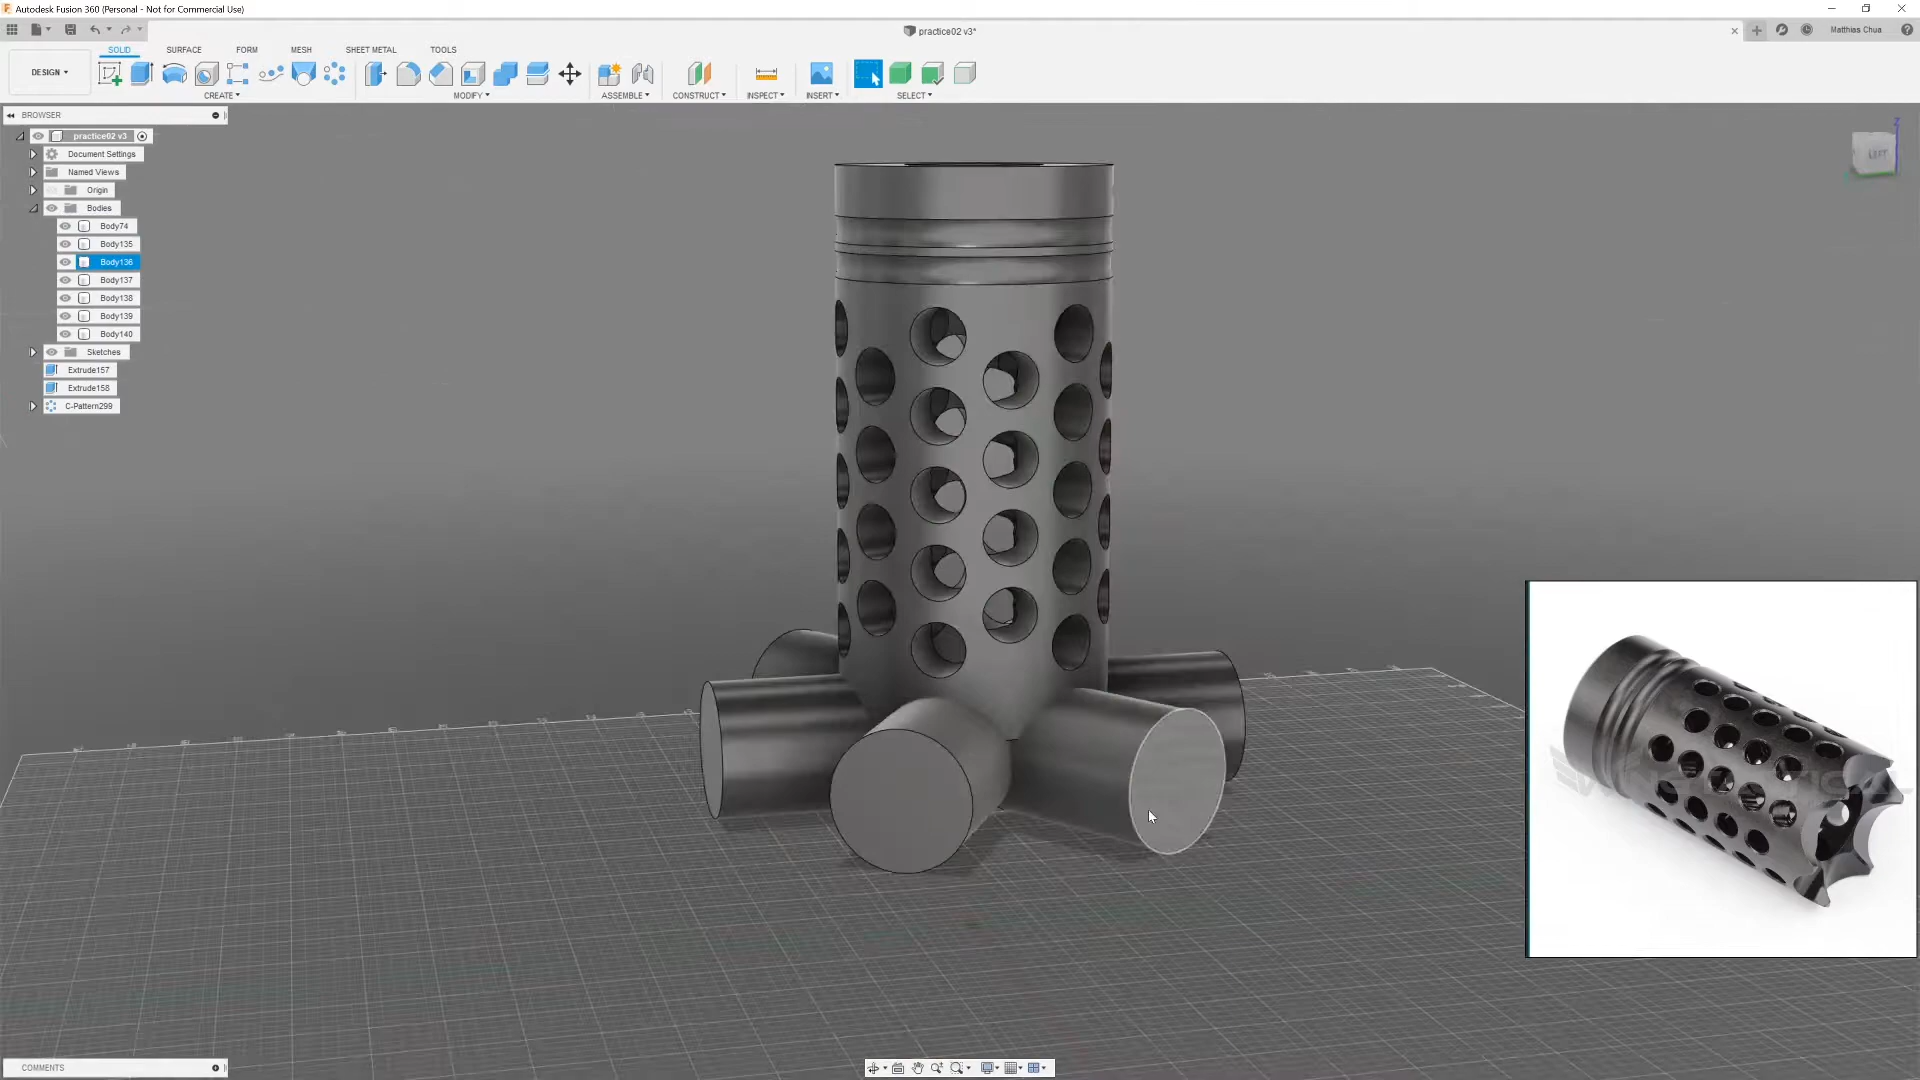 Autodesk Fusion 360 (Personal - Not for Commercial Use)
practice02 v3*
Matthias Chua
SOLID SURFACE FORM MESH SHEET METAL TOOLS
DESIGN
CREATE MODIFY ASSEMBLE CONSTRUCT INSPECT INSERT SELECT
BROWSER
practice02 v3
Document Settings
Named Views
Origin
Bodies
Body74
Body135
Body136
Body137
Body138
Body139
Body140
Sketches
Extrude157
Extrude158
C-Pattern299
Z
LEFT
COMMENTS